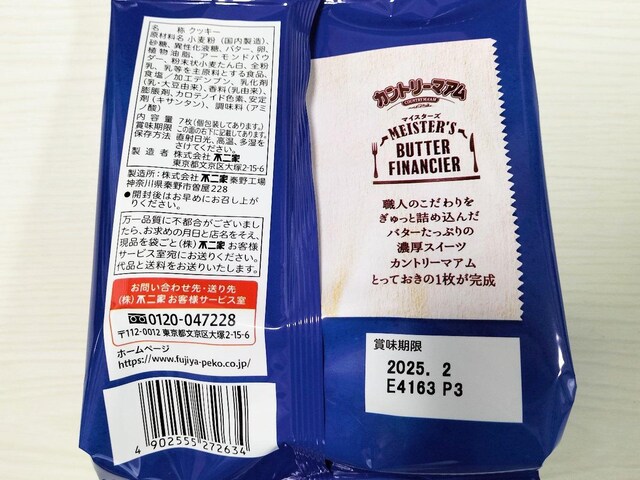 名 称 クッキー
原材料名 小麦粉(国内製造)、
砂糖、異性化液糖、バター、卵、
植物油脂、アーモンドパウ
ダー、粉末状小麦たん白、全粉
乳、乳等を主原料とする食品、
食塩/加工デンプン、乳化剤
(乳・大豆由来)、香料(乳由来)、
膨脹剤、カロテノイド色素、安定
剤(キサンタン)、調味料(アミ
ノ酸)
内容量 7枚(個包装してあります。)
賞味期限 この面の右下に記載してあります。
保存方法 直射日光、高温、多湿を
さけてください。
製造者 株式会社 不二家
東京都文京区大塚2-15-6
製造所:株式会社 不二家 秦野工場
神奈川県秦野市曽屋228
●開封後はお早めにお召し上が
りください。
万一品質に不都合がございまし
たら、お求めの月日と店名をそえ、
現品を袋ごと(株)不二家 お客様
サービス室宛にお送りください。
代品と送料をお送りいたします。
お問い合わせ先・送り先
(株)不二家 お客様サービス室
0120-047228
〒112-0012 東京都文京区大塚2-15-6
ホームページ
https://www.fujiya-peko.co.jp/
4 902555 272634
カントリーマアム
COUNTRY MA'AM
マイスターズ
MEISTER'S
BUTTER
FINANCIER
職人のこだわりを
ぎゅっと詰め込んだ
バターたっぷりの
濃厚スイーツ
カントリーマアム
とっておきの1枚が完成
賞味期限
2025. 2
E4163 P3